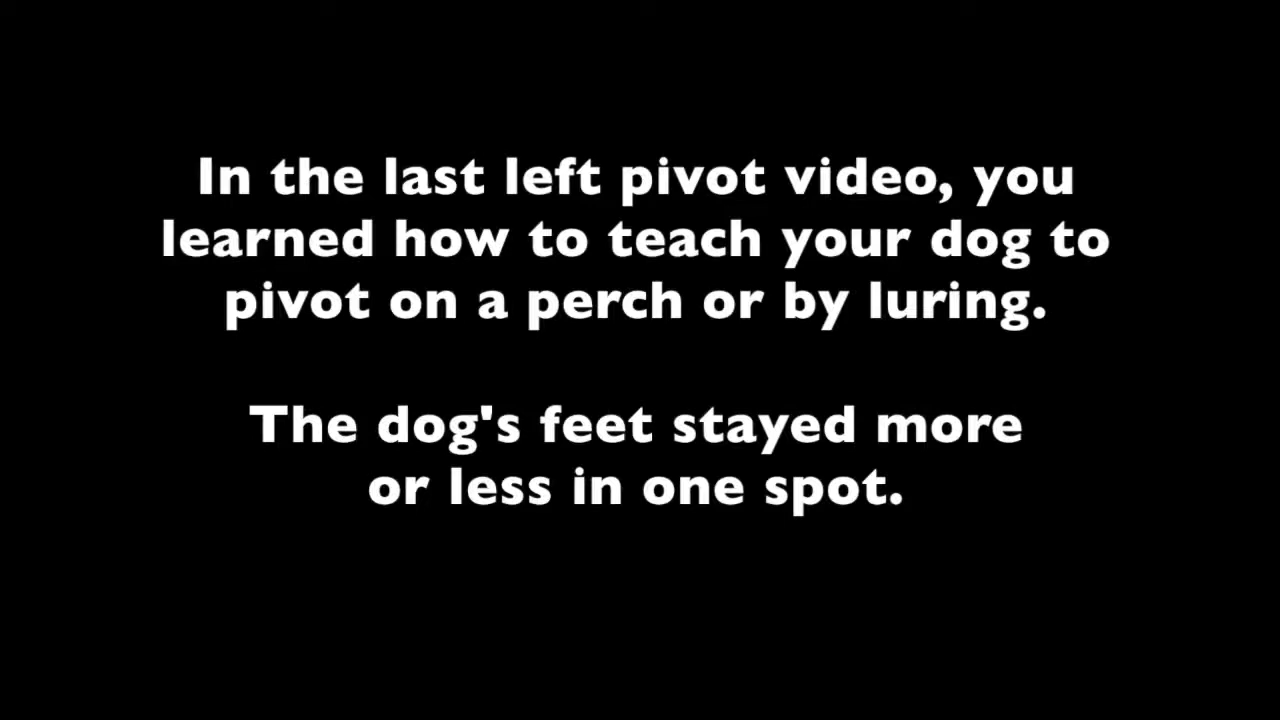 In the last left pivot video, you
learned how to teach your dog to
pivot on a perch or by luring.
The dog's feet stayed more
or less in one spot.